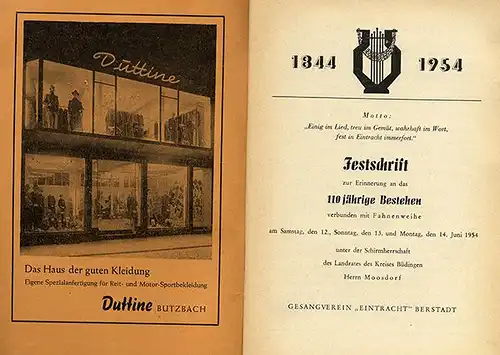 Duttine
Das Haus der guten Kleidung
Eigene Spezialanfertigung für Reit- und Motor-Sportbekleidung
Duttine BUTZBACH
1844 1954
Motto:
„Einig im Lied, treu im Gemüt, wahrhaft im Wort,
fest in Eintracht immerfort."
Festschrift
zur Erinnerung an das
110 jährige Bestehen
verbunden mit Fahnenweihe
am Samstag, den 12., Sonntag, den 13. und Montag, den 14. Juni 1954
unter der Schirmherrschaft
des Landrates des Kreises Büdingen
Herrn Moosdorf
GESANGVEREIN „EINTRACHT" BERSTADT